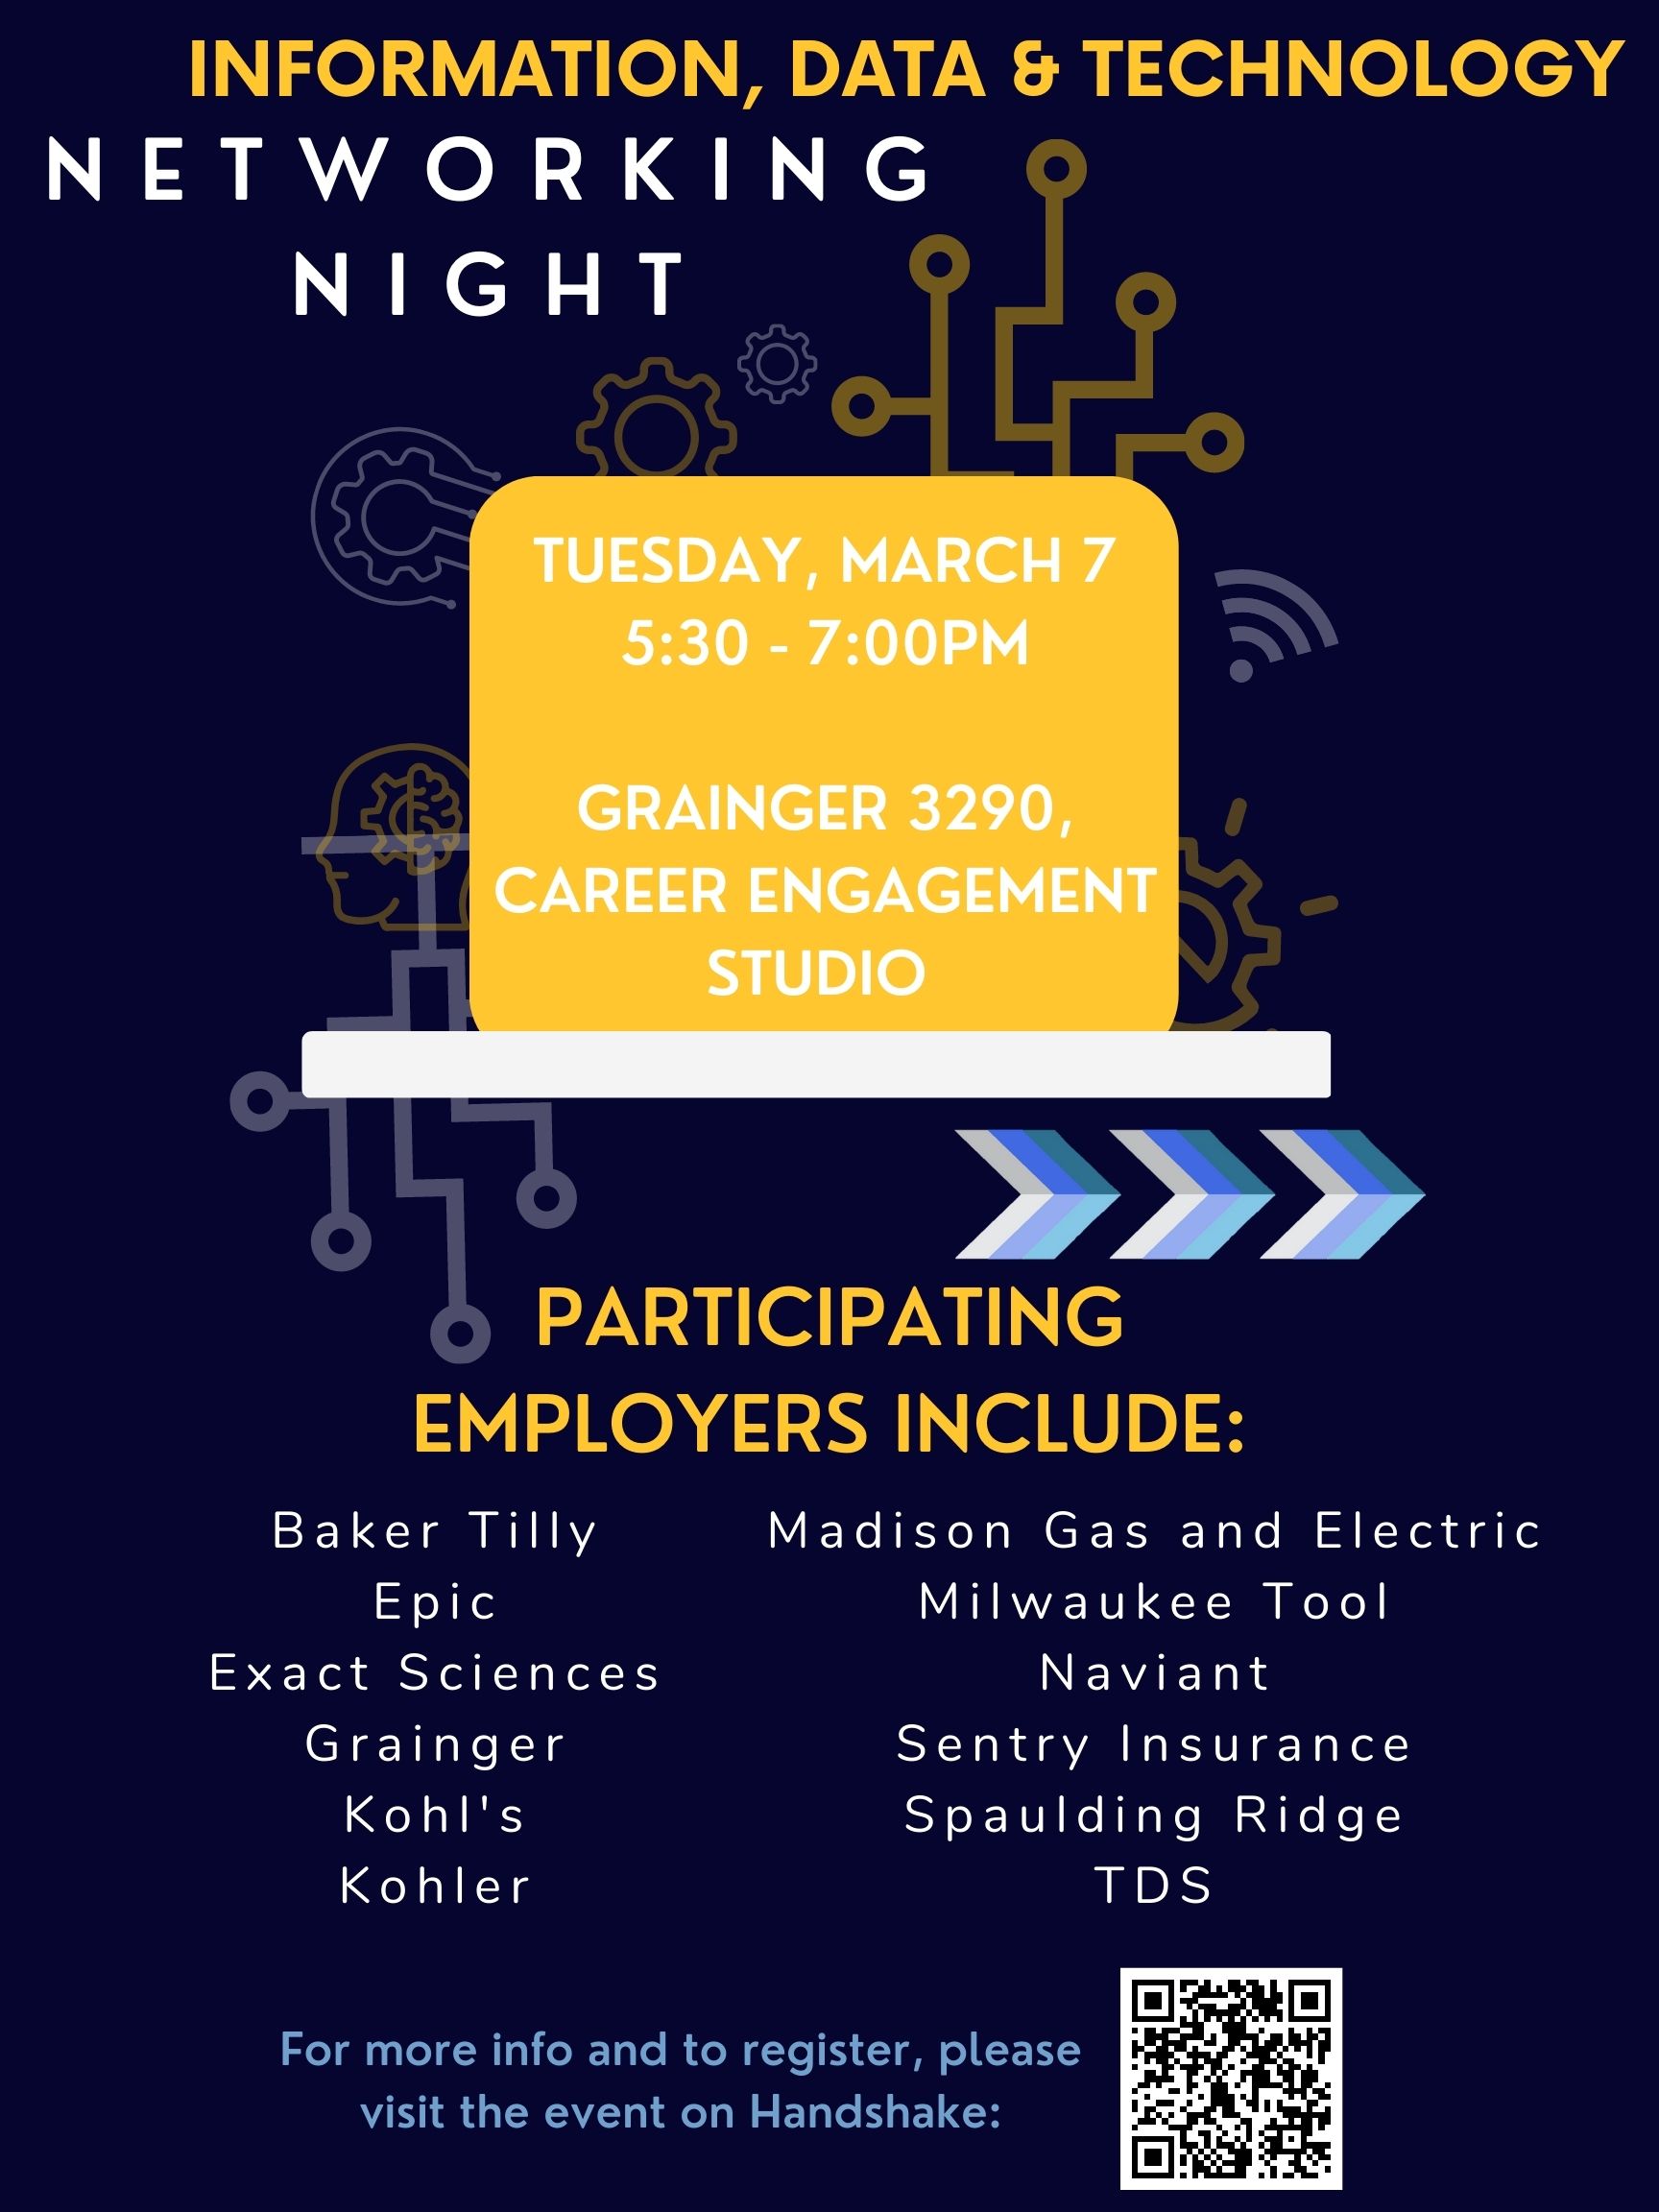 INFORMATION, DATA & TECHNOLOGY
NETWORKING
NIGHT
TUESDAY, MARCH 7
5:30 - 7:00PM
GRAINGER 3290,
CAREER ENGAGEMENT
STUDIO
PARTICIPATING
EMPLOYERS INCLUDE:
Baker Tilly
Epic
Exact Sciences
Grainger
Kohl's
Kohler
Madison Gas and Electric
Milwaukee Tool
Naviant
Sentry Insurance
Spaulding Ridge
TDS
For more info and to register, please
visit the event on Handshake: